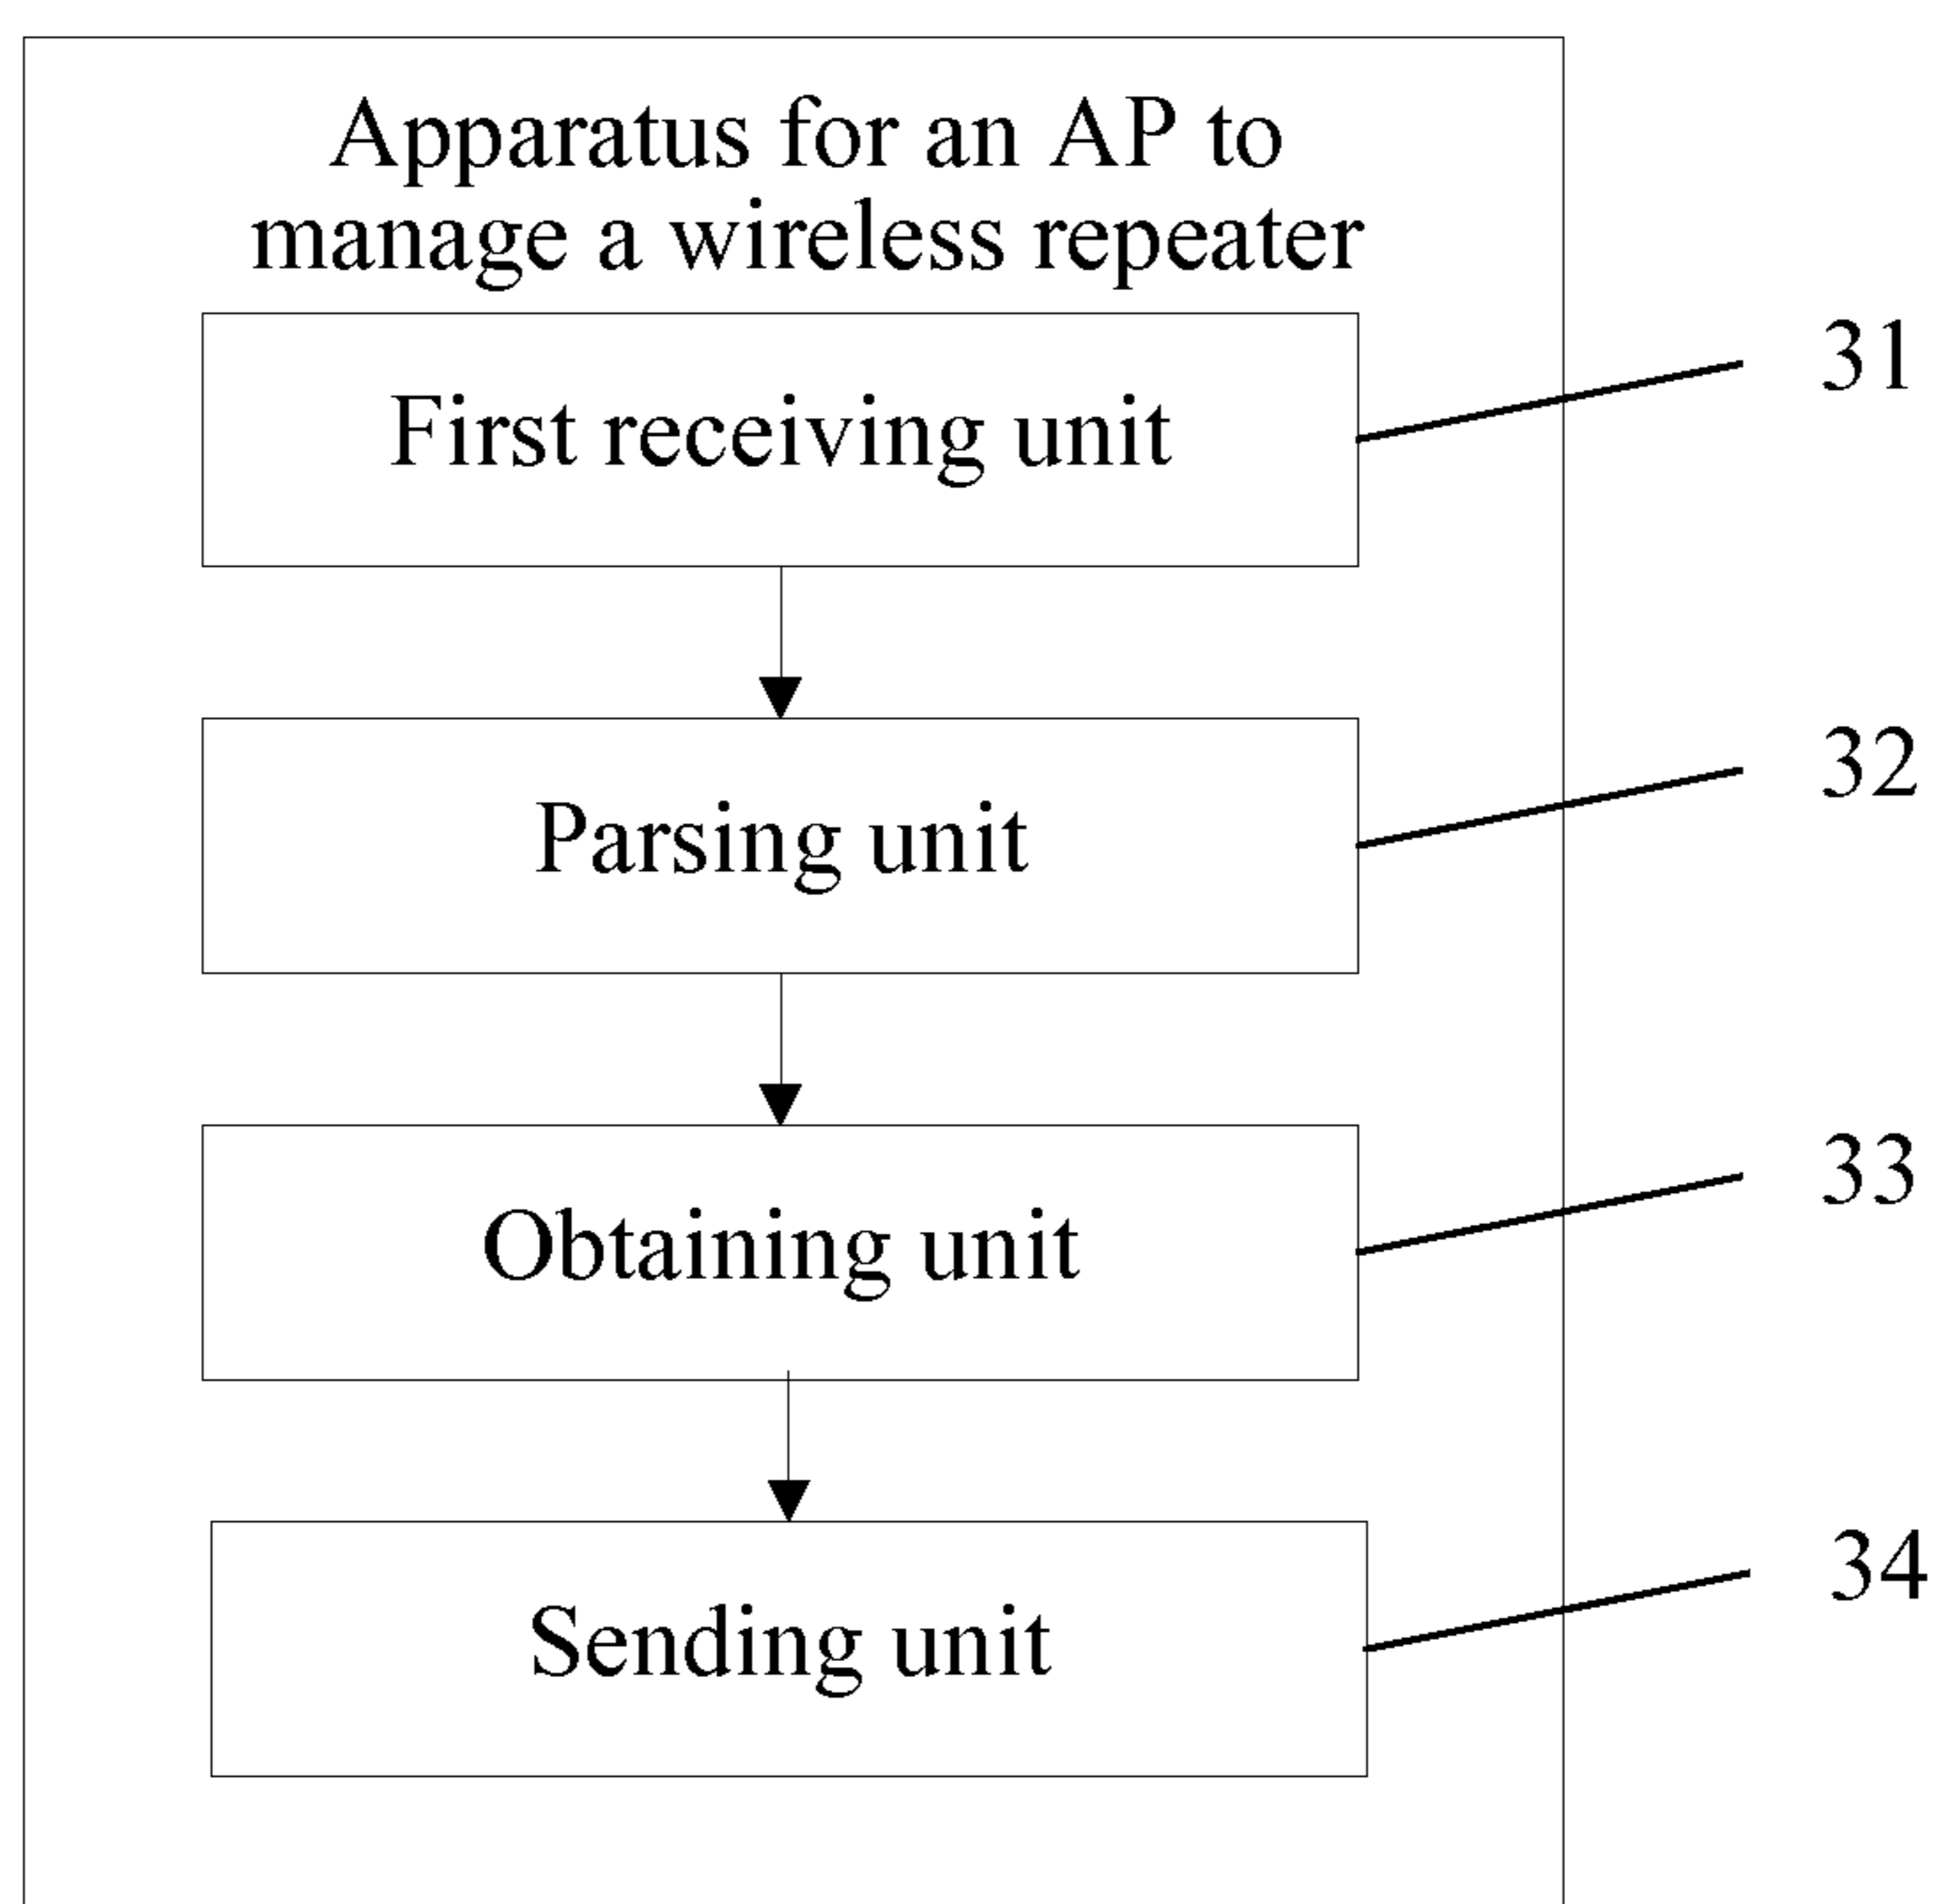 Apparatus for an AP to
manage a wireless repeater
First receiving unit
31
Parsing unit
32
Obtaining unit
33
Sending unit
34